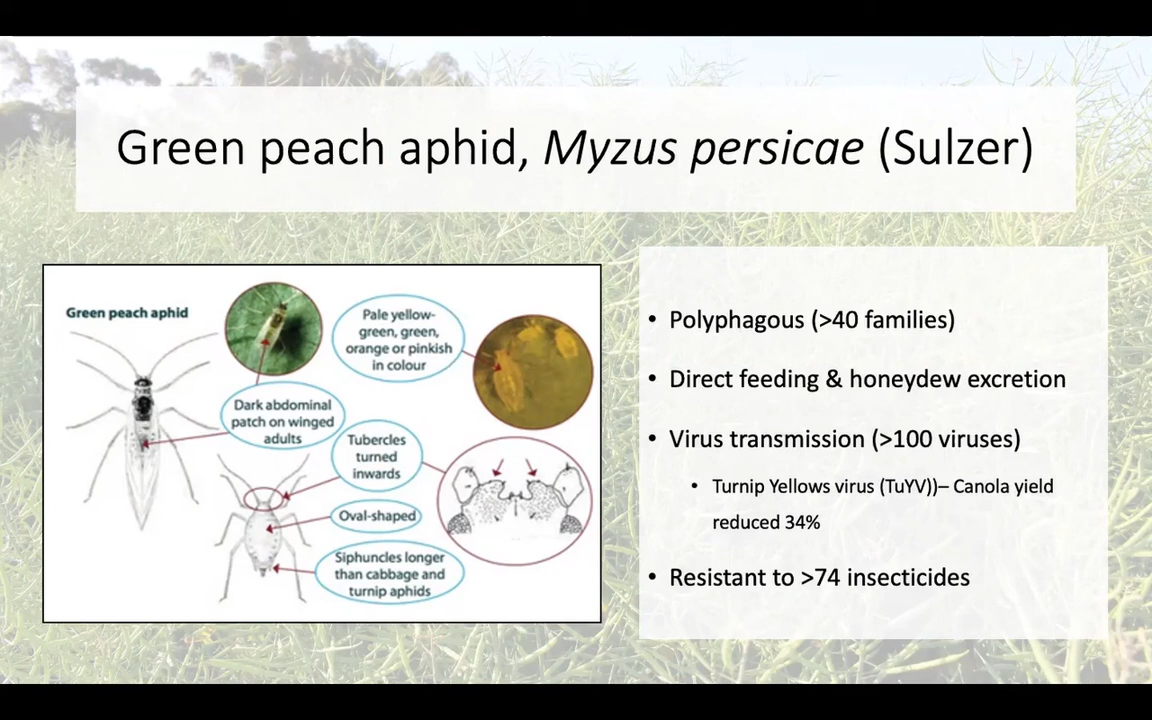 Green peach aphid, Myzus persicae (Sulzer)
Green peach aphid
Pale yellow-
green, green,
orange or pinkish
in colour
Dark abdominal
patch on winged
adults
Tubercles
turned
inwards
Oval-shaped
Siphuncles longer
than cabbage and
turnip aphids
• Polyphagous (>40 families)
• Direct feeding & honeydew excretion
• Virus transmission (>100 viruses)
• Turnip Yellows virus (TuYV))– Canola yield
reduced 34%
• Resistant to >74 insecticides